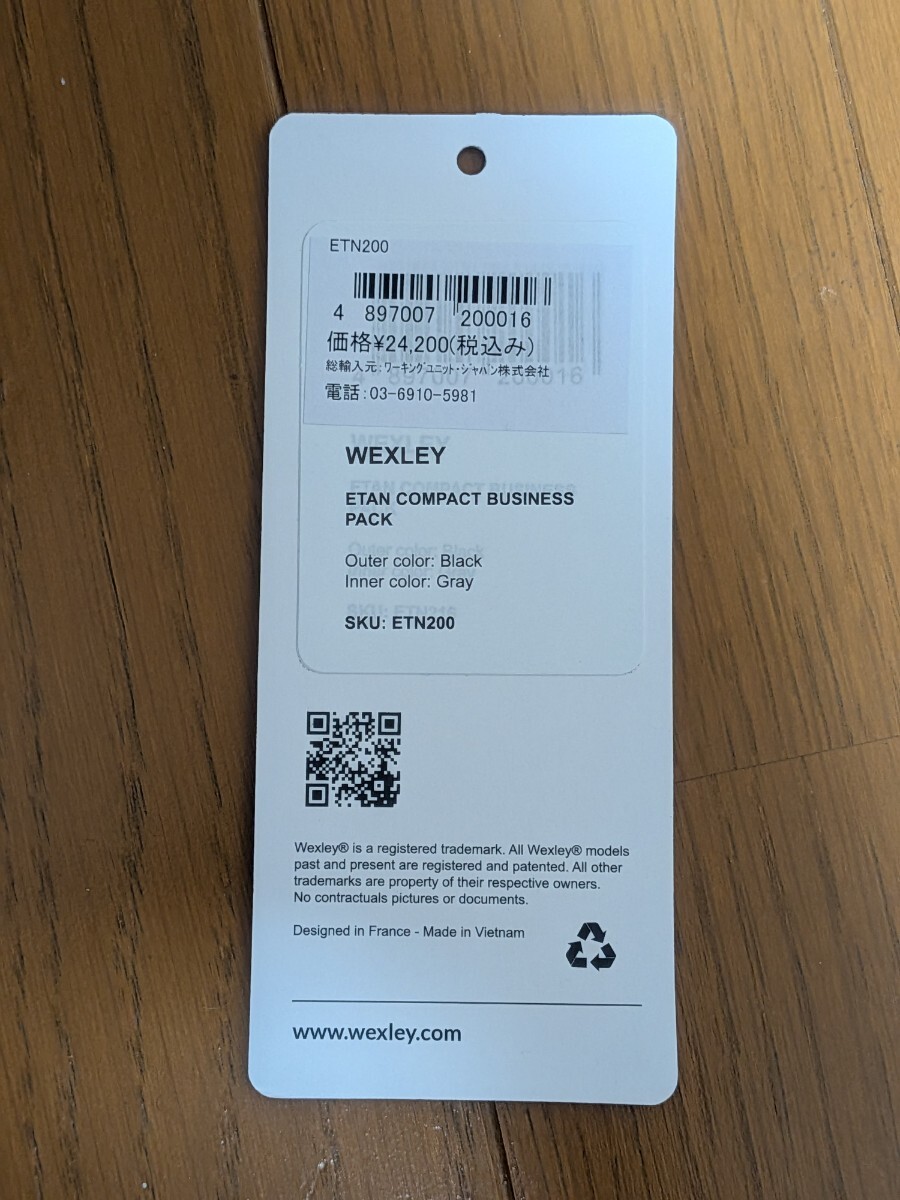 ETN200
4 897007 200016
価格¥24,200(税込み)
総輸入元:ワーキングユニット・ジャパン株式会社
電話:03-6910-5981
WEXLEY
ETAN COMPACT BUSINESS
PACK
Outer color: Black
Inner color: Gray
SKU: ETN200
Wexley® is a registered trademark. All Wexley® models
past and present are registered and patented. All other
trademarks are property of their respective owners.
No contractuals pictures or documents.
Designed in France - Made in Vietnam
www.wexley.com